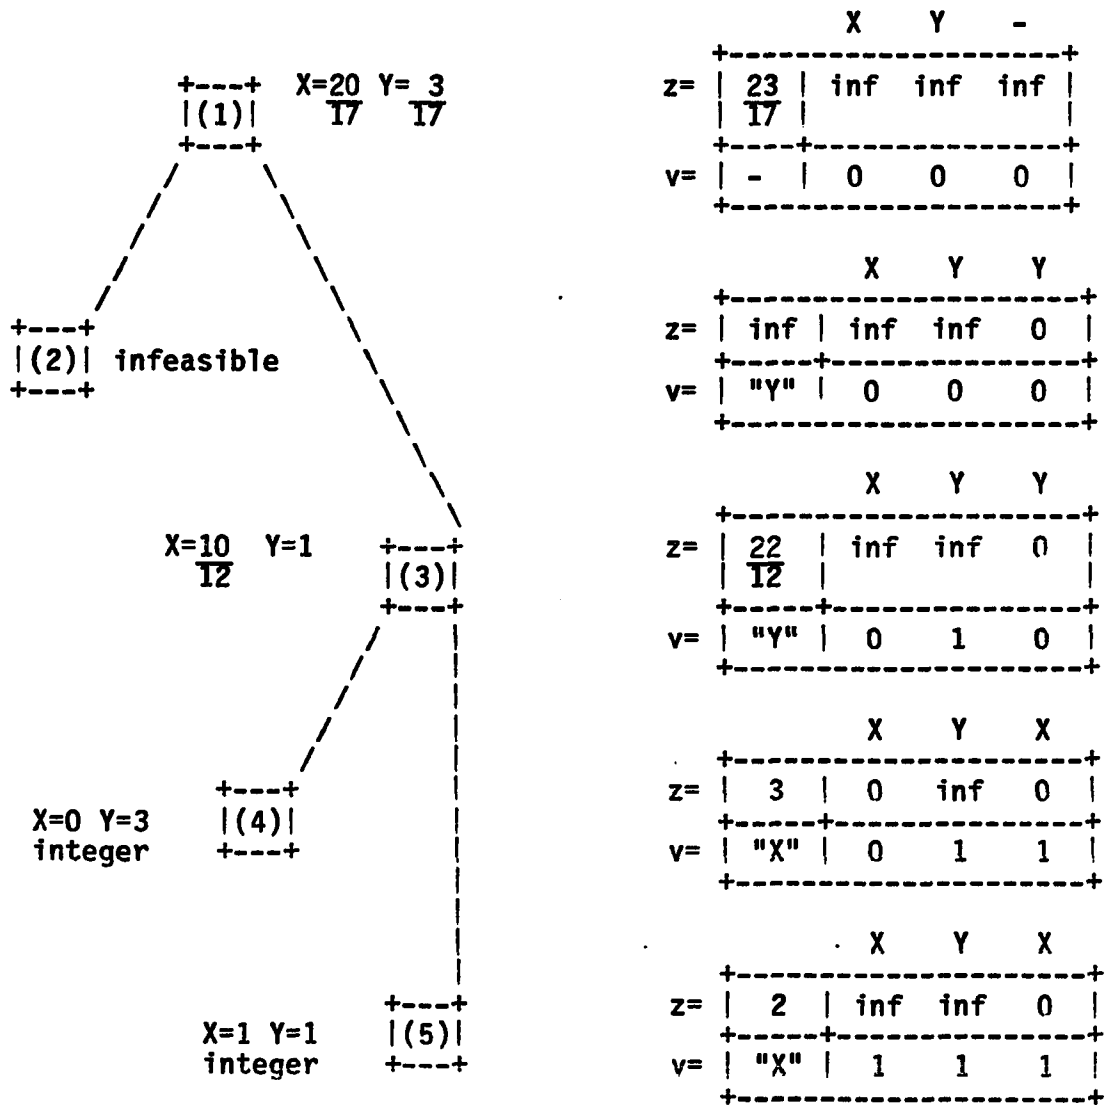 X Y -
(1) X=20/17 Y=3/17
z= 23/17 inf inf inf
v= - 0 0 0
X Y Y
(2) infeasible
z= inf inf inf 0
v= "Y" 0 0 0
X Y Y
X=10/12 Y=1 (3)
z= 22/12 inf inf 0
v= "Y" 0 1 0
X Y X
z= 3 0 inf 0
X=0 Y=3 (4)
integer
v= "X" 0 1 1
X Y X
z= 2 inf inf 0
X=1 Y=1 (5)
integer
v= "X" 1 1 1